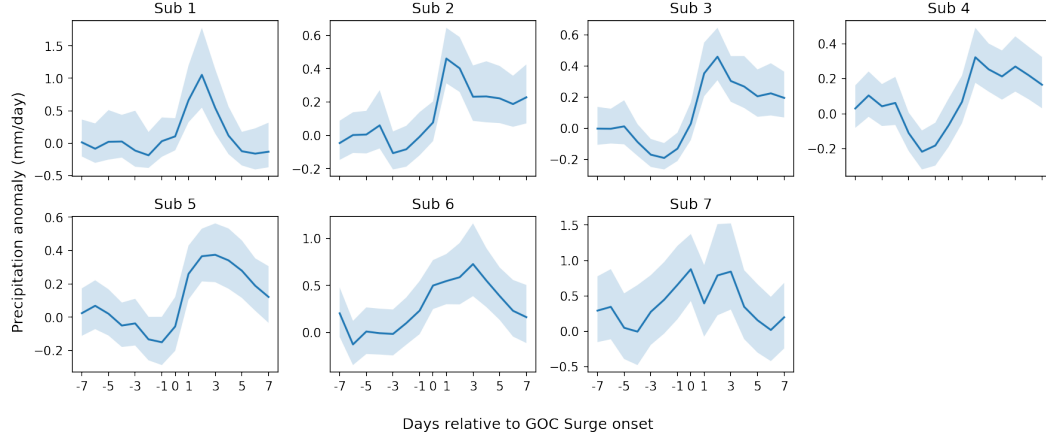 Sub 1
Sub 2
Sub 3
Sub 4
1.5
1.0
0.5
0.0
−0.5
0.6
0.4
0.2
0.0
−0.2
0.6
0.4
0.2
0.0
−0.2
0.4
0.2
0.0
−0.2
Precipitation anomaly (mm/day)
Sub 5
Sub 6
Sub 7
0.6
0.4
0.2
0.0
−0.2
1.0
0.5
0.0
1.5
1.0
0.5
0.0
−0.5
-7 -5 -3 -1 0 1 3 5 7
-7 -5 -3 -1 0 1 3 5 7
-7 -5 -3 -1 0 1 3 5 7
Days relative to GOC Surge onset